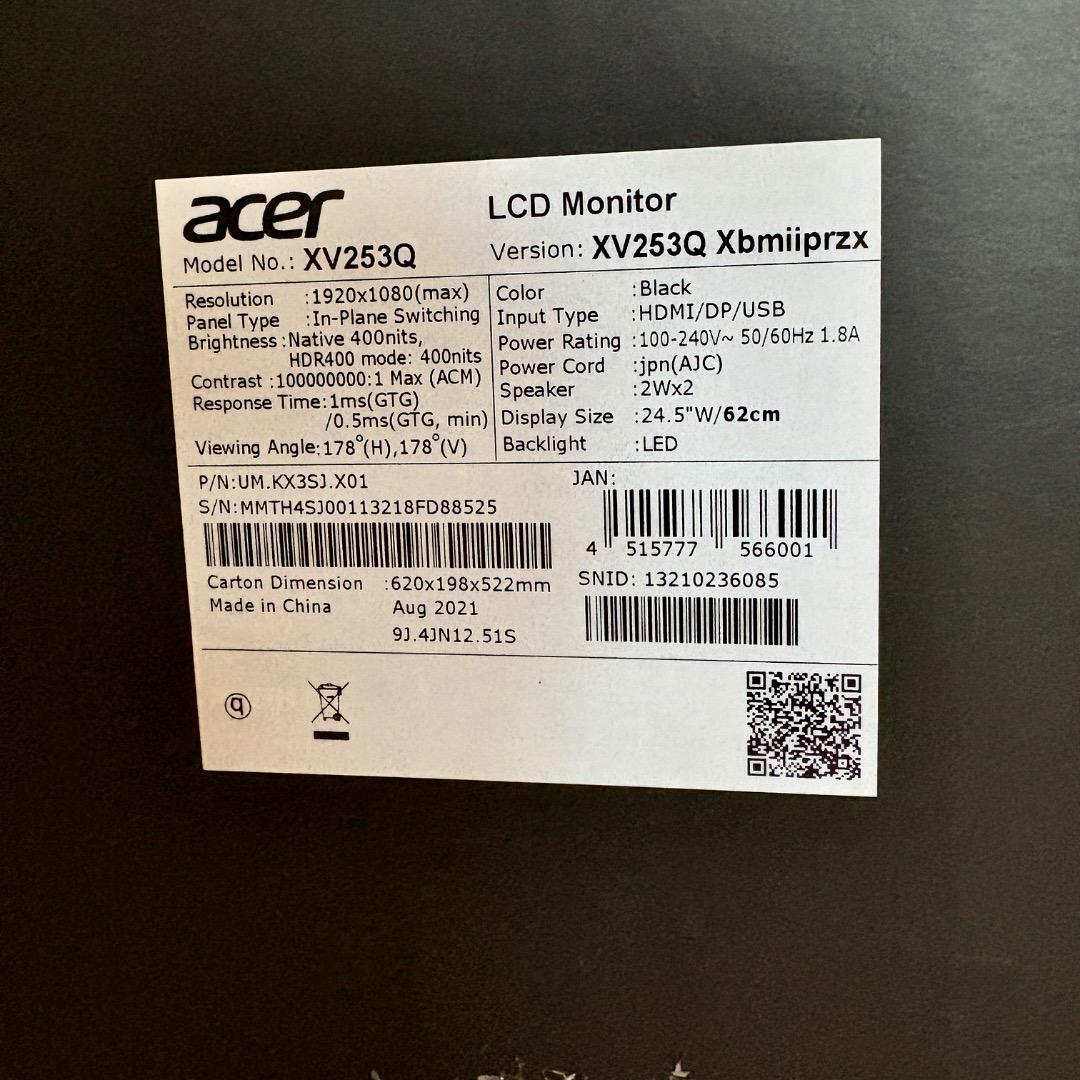 acer
LCD Monitor
Model No.: XV253Q
Version: XV253Q Xbmiiprzx
Resolution :1920x1080(max)
Panel Type :In-Plane Switching
Brightness :Native 400nits,
HDR400 mode: 400nits
Contrast :100000000:1 Max (ACM)
Response Time:1ms(GTG)
/0.5ms(GTG, min)
Viewing Angle:178°(H),178°(V)
Color :Black
Input Type :HDMI/DP/USB
Power Rating :100-240V~ 50/60Hz 1.8A
Power Cord :jpn(AJC)
Speaker :2Wx2
Display Size :24.5"W/62cm
Backlight :LED
P/N:UM.KX3SJ.X01
S/N:MMTH4SJ00113218FD88525
Carton Dimension :620x198x522mm
Made in China Aug 2021
9J.4JN12.51S
JAN:
4 515777 566001
SNID: 13210236085
q